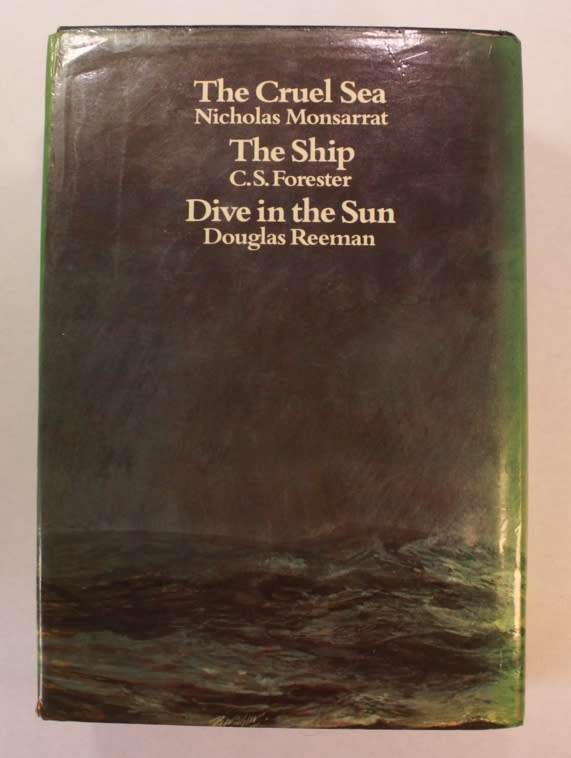 The Cruel Sea
Nicholas Monsarrat
The Ship
C.S. Forester
Dive in the Sun
Douglas Reeman